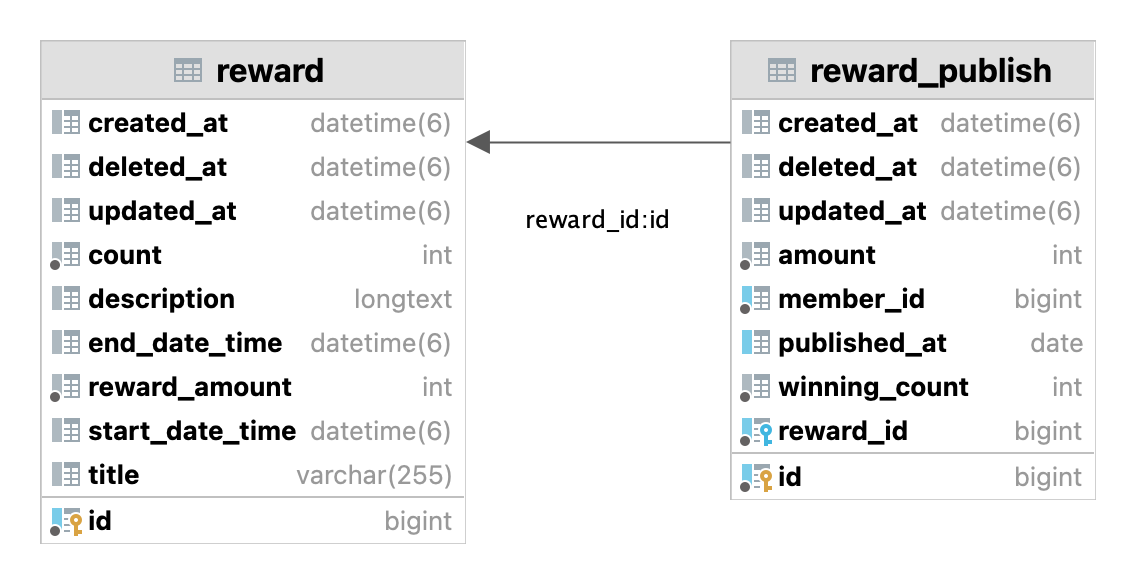 reward
created_at datetime(6)
deleted_at datetime(6)
updated_at datetime(6)
count int
description longtext
end_date_time datetime(6)
reward_amount int
start_date_time datetime(6)
title varchar(255)
id bigint
reward_id:id
reward_publish
created_at datetime(6)
deleted_at datetime(6)
updated_at datetime(6)
amount int
member_id bigint
published_at date
winning_count int
reward_id bigint
id bigint